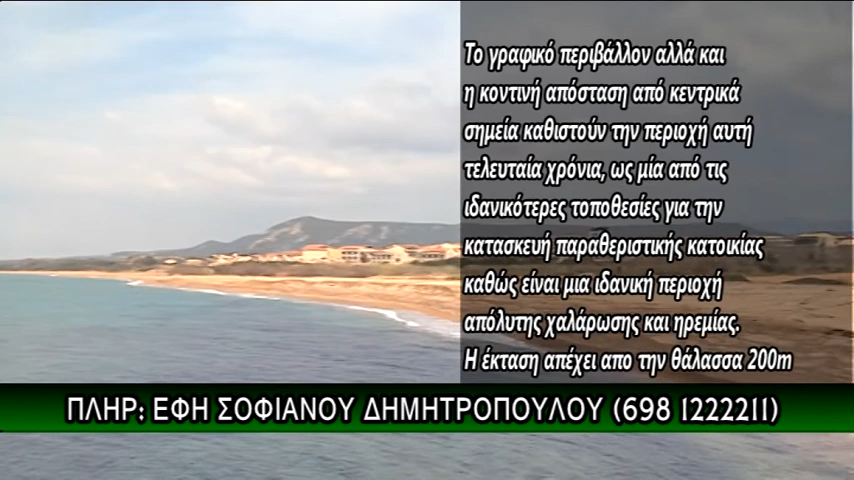 Το γραφικό περιβάλλον αλλά και
η κοντινή απόσταση από κεντρικά
σημεία καθιστούν την περιοχή αυτή
τελευταία χρόνια, ως μία από τις
ιδανικότερες τοποθεσίες για την
κατασκευή παραθεριστικής κατοικίας
καθώς είναι μια ιδανική περιοχή
απόλυτης χαλάρωσης και ηρεμίας.
Η έκταση απέχει απο την θάλασσα 200m
ΠΛΗΡ: ΕΦΗ ΣΟΦΙΑΝΟΥ ΔΗΜΗΤΡΟΠΟΥΛΟΥ (698 1222211)